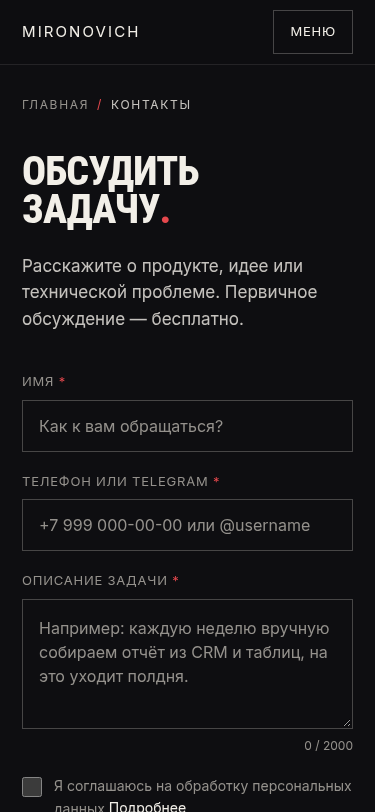 MIRONOVICH
МЕНЮ
ГЛАВНАЯ / КОНТАКТЫ
ОБСУДИТЬ
ЗАДАЧУ.
Расскажите о продукте, идее или
технической проблеме. Первичное
обсуждение — бесплатно.
ИМЯ *
Как к вам обращаться?
ТЕЛЕФОН ИЛИ TELEGRAM *
+7 999 000-00-00 или @username
ОПИСАНИЕ ЗАДАЧИ *
Например: каждую неделю вручную
собираем отчёт из CRM и таблиц, на
это уходит полдня.
0 / 2000
Я соглашаюсь на обработку персональных
данных Подробнее